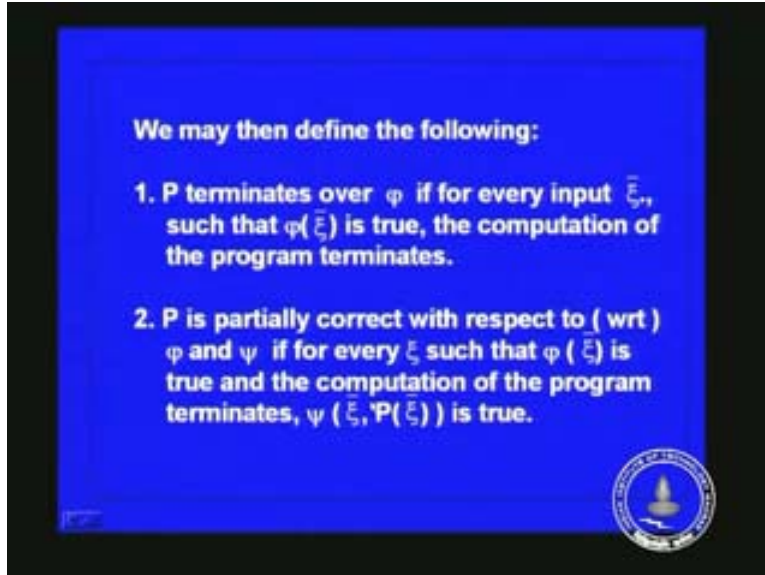 We may then define the following:
1. P terminates over φ if for every input ξ̄.,
such that φ( ξ̄ ) is true, the computation of
the program terminates.
2. P is partially correct with respect to ( wrt )
φ and ψ if for every ξ such that φ ( ξ̄) is
true and the computation of the program
terminates, ψ ( ξ̄,'P(ξ̄) ) is true.